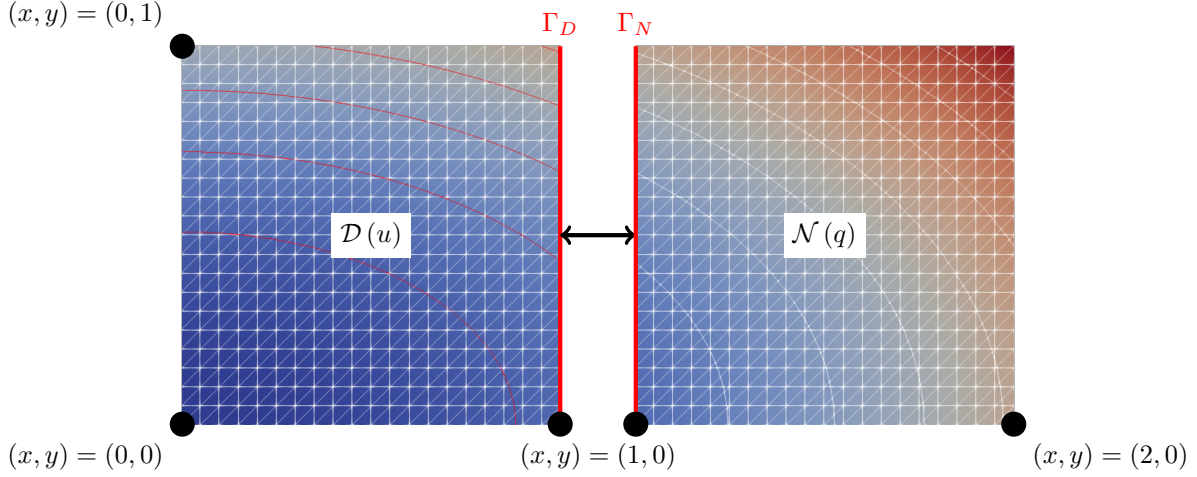 (x, y) = (0, 1)
Γ_D
Γ_N
𝒟 (u)
𝒩 (q)
(x, y) = (0, 0)
(x, y) = (1, 0)
(x, y) = (2, 0)